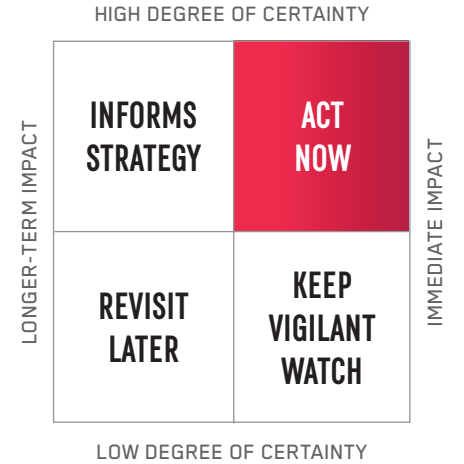 HIGH DEGREE OF CERTAINTY
LONGER-TERM IMPACT
INFORMS
STRATEGY
ACT
NOW
IMMEDIATE IMPACT
REVISIT
LATER
KEEP
VIGILANT
WATCH
LOW DEGREE OF CERTAINTY